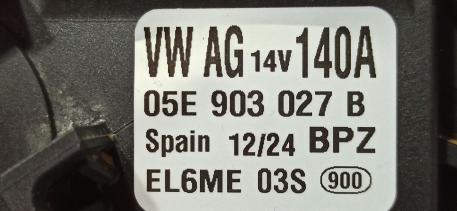 VW AG 14V 140A
05E 903 027 B
Spain 12/24 BPZ
EL6ME 03S 900